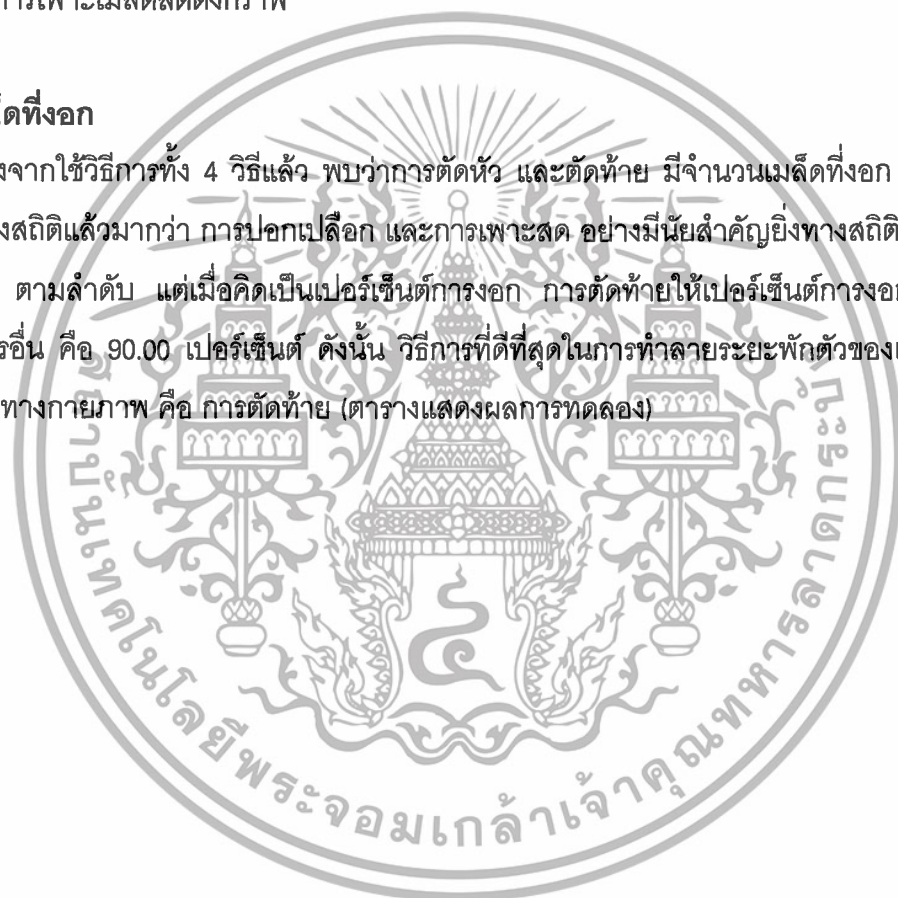 การเพาะเมล็ดสดดังภาพ
ดที่งอก
งจากใช้วิธีการทั้ง 4 วิธีแล้ว พบว่าการตัดหัว และตัดท้าย มีจำนวนเมล็ดที่งอก
งสถิติแล้วมากว่า การปอกเปลือก และการเพาะสด อย่างมีนัยสำคัญยิ่งทางสถิติ
ตามลำดับ แต่เมื่อคิดเป็นเปอร์เซ็นต์การงอก การตัดท้ายให้เปอร์เซ็นต์การงอ
รอื่น คือ 90.00 เปอร์เซ็นต์ ดังนั้น วิธีการที่ดีที่สุดในการทำลายระยะพักตัวของ
ทางกายภาพ คือ การตัดท้าย (ตารางแสดงผลการทดลอง)
สถาบันเทคโนโลยีพระจอมเกล้าเจ้าคุณทหารลาดกระบัง